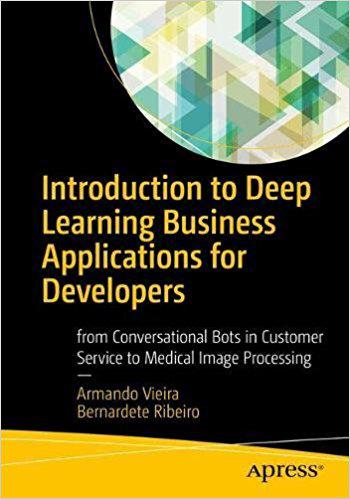 Introduction to Deep
Learning Business
Applications for
Developers
from Conversational Bots in Customer
Service to Medical Image Processing
—
Armando Vieira
Bernardete Ribeiro
Apress®